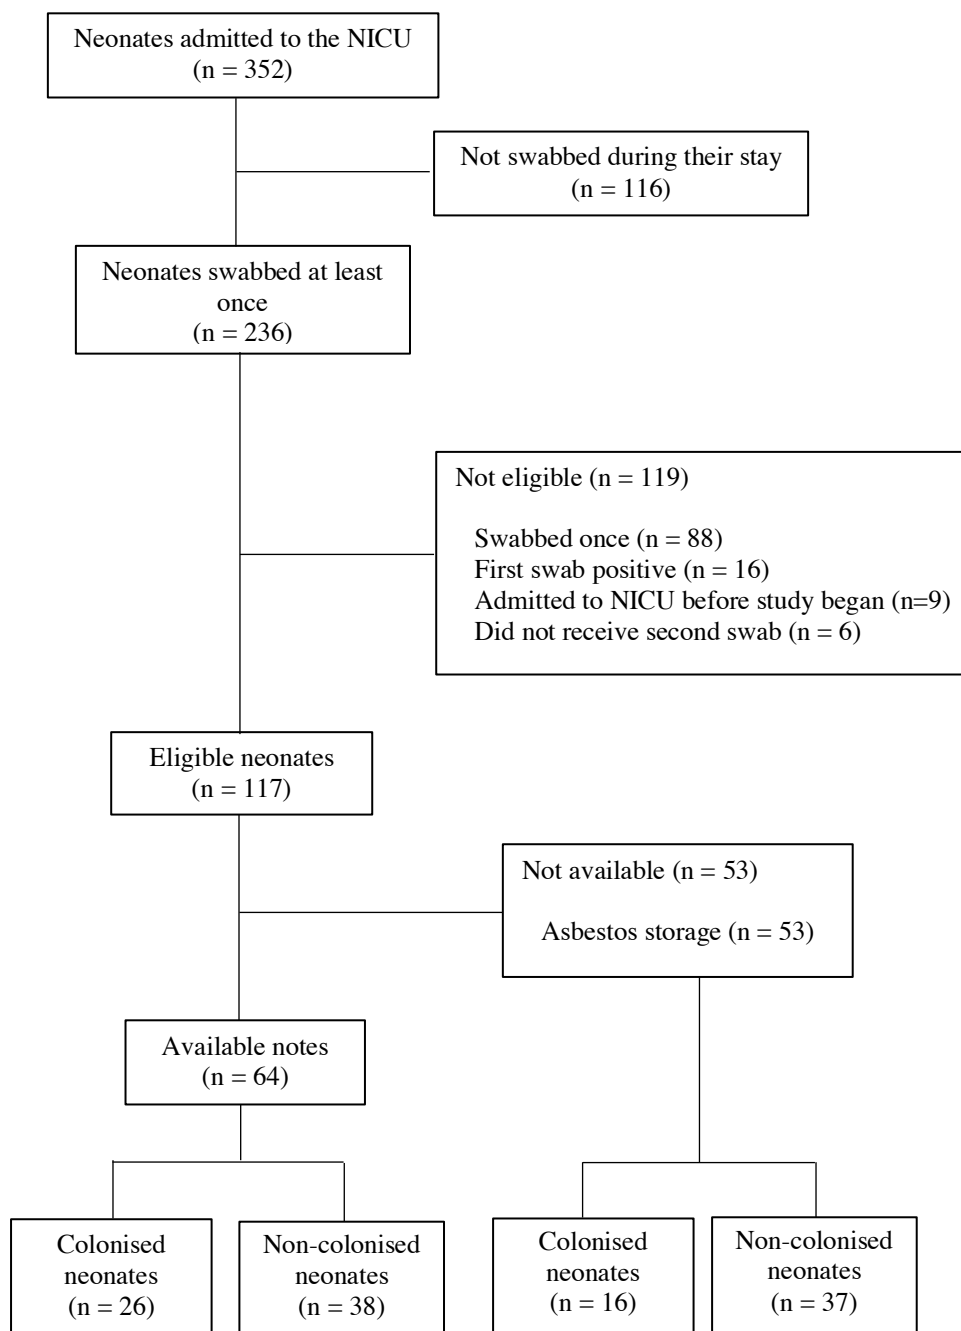 Neonates admitted to the NICU
(n = 352)
Not swabbed during their stay
(n = 116)
Neonates swabbed at least
once
(n = 236)
Not eligible (n = 119)
Swabbed once (n = 88)
First swab positive (n = 16)
Admitted to NICU before study began (n=9)
Did not receive second swab (n = 6)
Eligible neonates
(n = 117)
Not available (n = 53)
Asbestos storage (n = 53)
Available notes
(n = 64)
Colonised
neonates
(n = 26)
Non-colonised
neonates
(n = 38)
Colonised
neonates
(n = 16)
Non-colonised
neonates
(n = 37)